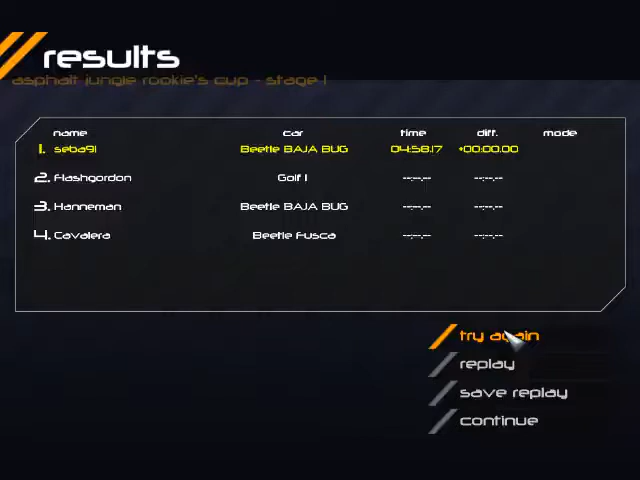 results
asphalt jungle rookie's cup - stage 1
name car time diff. mode
1. seba91 Beetle BAJA BUG 04:58.17 +00:00.00
2. Flashgordon Golf I --:--.-- --:--.--
3. Hanneman Beetle BAJA BUG --:--.-- --:--.--
4. Cavalera Beetle Fusca --:--.-- --:--.--
try again
replay
save replay
continue